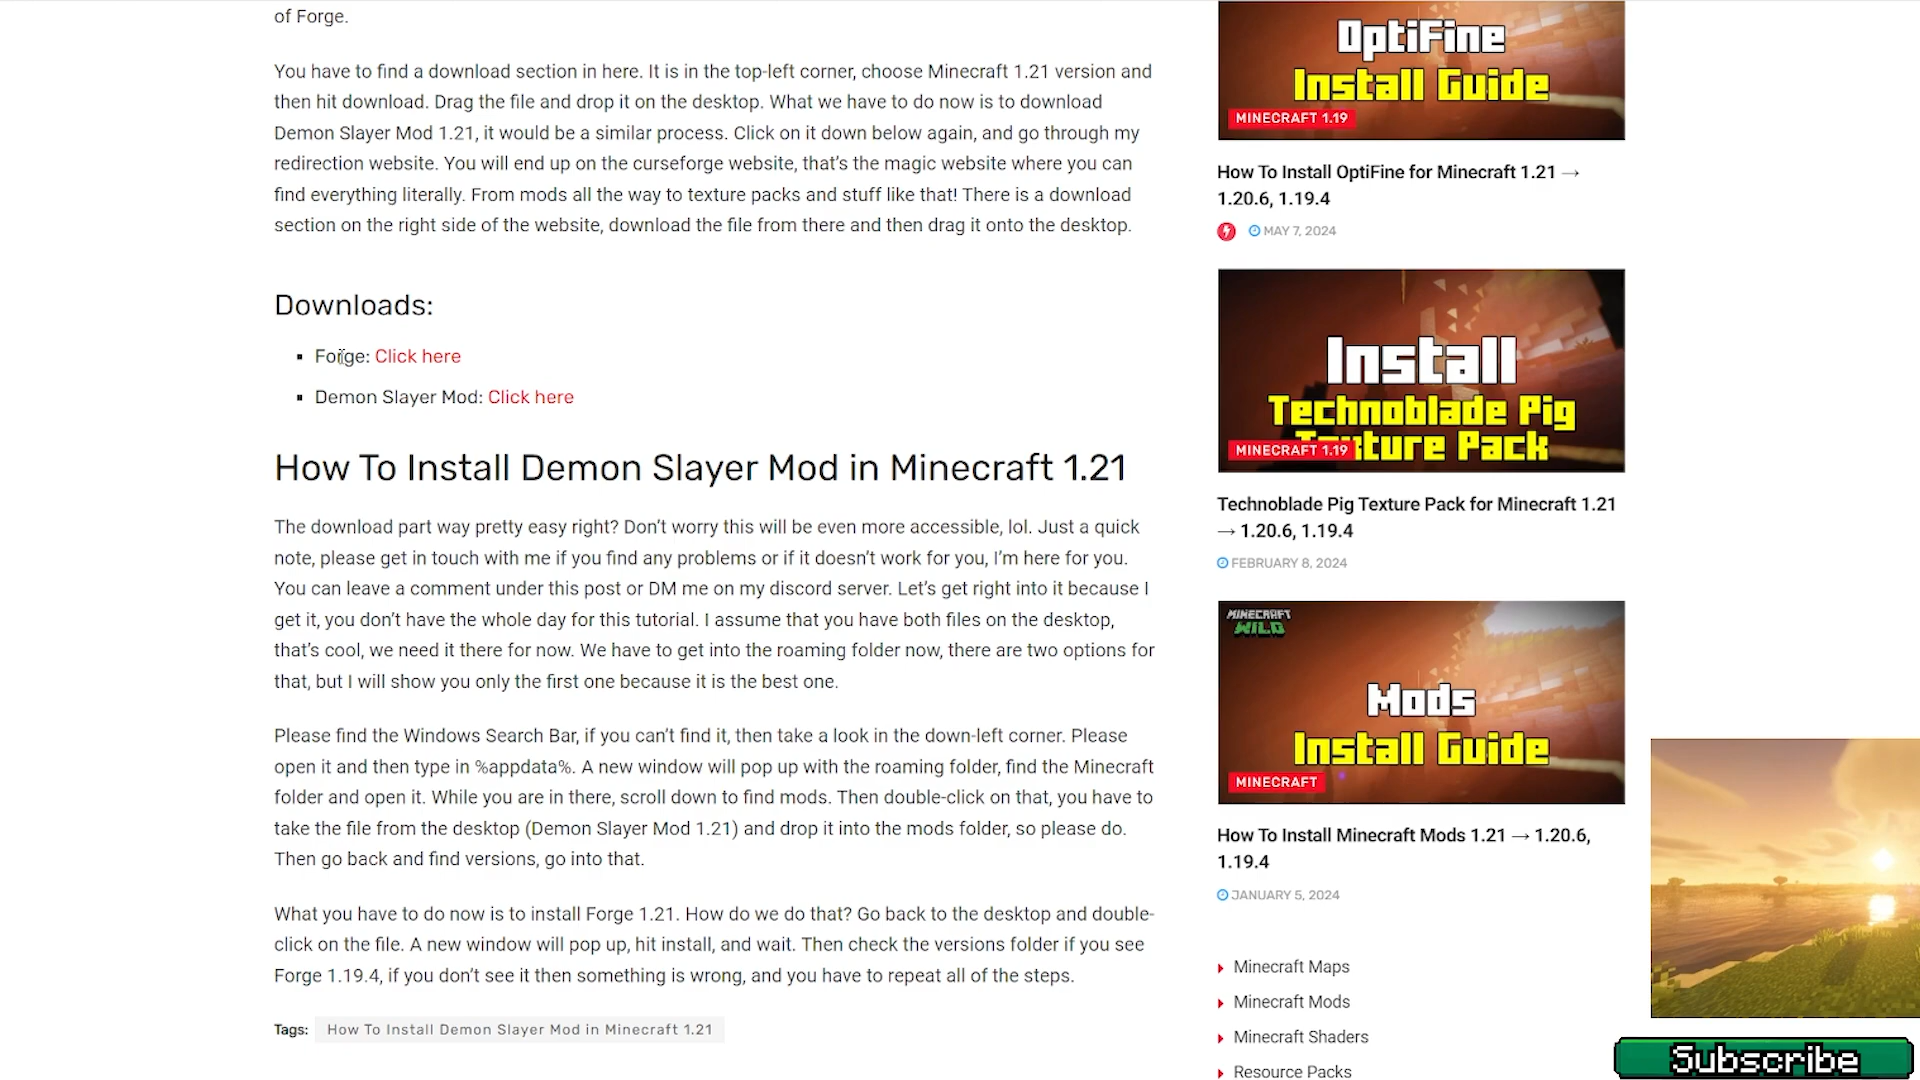 of Forge.
You have to find a download section in here. It is in the top-left corner, choose Minecraft 1.21 version and
then hit download. Drag the file and drop it on the desktop. What we have to do now is to download
Demon Slayer Mod 1.21, it would be a similar process. Click on it down below again, and go through my
redirection website. You will end up on the curseforge website, that’s the magic website where you can
find everything literally. From mods all the way to texture packs and stuff like that! There is a download
section on the right side of the website, download the file from there and then drag it onto the desktop.
Downloads:
▪ Forge: Click here
▪ Demon Slayer Mod: Click here
How To Install Demon Slayer Mod in Minecraft 1.21
The download part way pretty easy right? Don’t worry this will be even more accessible, lol. Just a quick
note, please get in touch with me if you find any problems or if it doesn’t work for you, I’m here for you.
You can leave a comment under this post or DM me on my discord server. Let’s get right into it because I
get it, you don’t have the whole day for this tutorial. I assume that you have both files on the desktop,
that’s cool, we need it there for now. We have to get into the roaming folder now, there are two options for
that, but I will show you only the first one because it is the best one.
Please find the Windows Search Bar, if you can’t find it, then take a look in the down-left corner. Please
open it and then type in %appdata%. A new window will pop up with the roaming folder, find the Minecraft
folder and open it. While you are in there, scroll down to find mods. Then double-click on that, you have to
take the file from the desktop (Demon Slayer Mod 1.21) and drop it into the mods folder, so please do.
Then go back and find versions, go into that.
What you have to do now is to install Forge 1.21. How do we do that? Go back to the desktop and double-
click on the file. A new window will pop up, hit install, and wait. Then check the versions folder if you see
Forge 1.19.4, if you don’t see it then something is wrong, and you have to repeat all of the steps.
Tags: How To Install Demon Slayer Mod in Minecraft 1.21
OptiFine
Install Guide
MINECRAFT 1.19
How To Install OptiFine for Minecraft 1.21 →
1.20.6, 1.19.4
MAY 7, 2024
Install
Technoblade Pig
Texture Pack
MINECRAFT 1.19
Technoblade Pig Texture Pack for Minecraft 1.21
→ 1.20.6, 1.19.4
FEBRUARY 8, 2024
MINECRAFT
WILD
Mods
Install Guide
MINECRAFT
How To Install Minecraft Mods 1.21 → 1.20.6,
1.19.4
JANUARY 5, 2024
Minecraft Maps
Minecraft Mods
Minecraft Shaders
Resource Packs
Subscribe